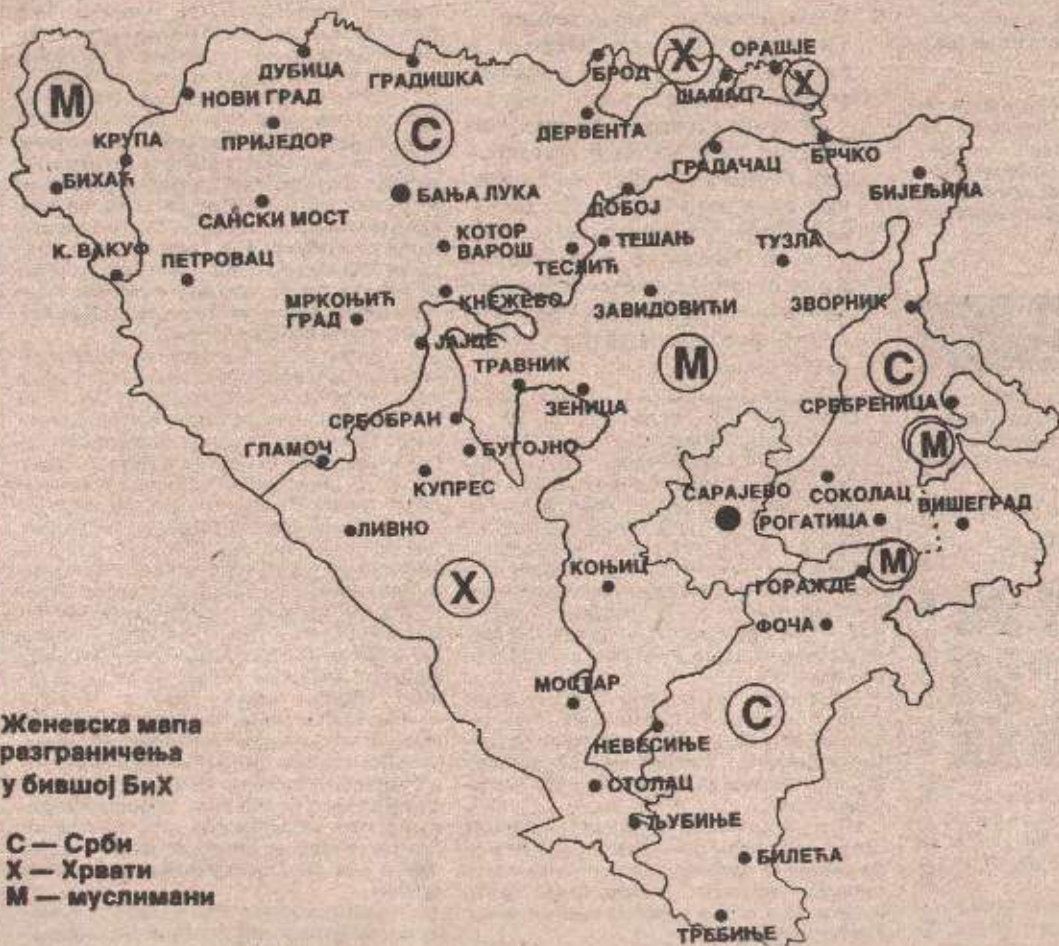 ДУБИЦА
ГРАДИШКА
БРОД
Х
ОРАШЈЕ
ШАМАЦ
Х
М
НОВИ ГРАД
ПРИЈЕДОР
С
ДЕРВЕНТА
КРУПА
ГРАДАЧАЦ
БРЧКО
БИХАЋ
БАЊА ЛУКА
БИЈЕЉИНА
САНСКИ МОСТ
ДОБОЈ
К. ВАКУФ
ПЕТРОВАЦ
КОТОР
ВАРОШ
ТЕСЛИЋ
ТЕШАЊ
ТУЗЛА
МРКОЊИЋ
ГРАД
КНЕЖЕВО
ЗАВИДОВИЋИ
ЗВОРНИК
ЈАЈЦЕ
ТРАВНИК
М
С
ЗЕНИЦА
СРЕБРЕНИЦА
СРБОБРАН
ГЛАМОЧ
БУГОЈНО
М
КУПРЕС
САРАЈЕВО
СОКОЛАЦ
ВИШЕГРАД
ЛИВНО
РОГАТИЦА
Х
КОЊИЦ
М
ГОРАЖДЕ
ФОЧА
МОСТАР
С
НЕВЕСИЊЕ
СТОЛАЦ
ЉУБИЊЕ
БИЛЕЋА
ТРЕБИЊЕ
Женевска мапа
разграничења
у бившој БиХ
С — Срби
Х — Хрвати
М — муслимани